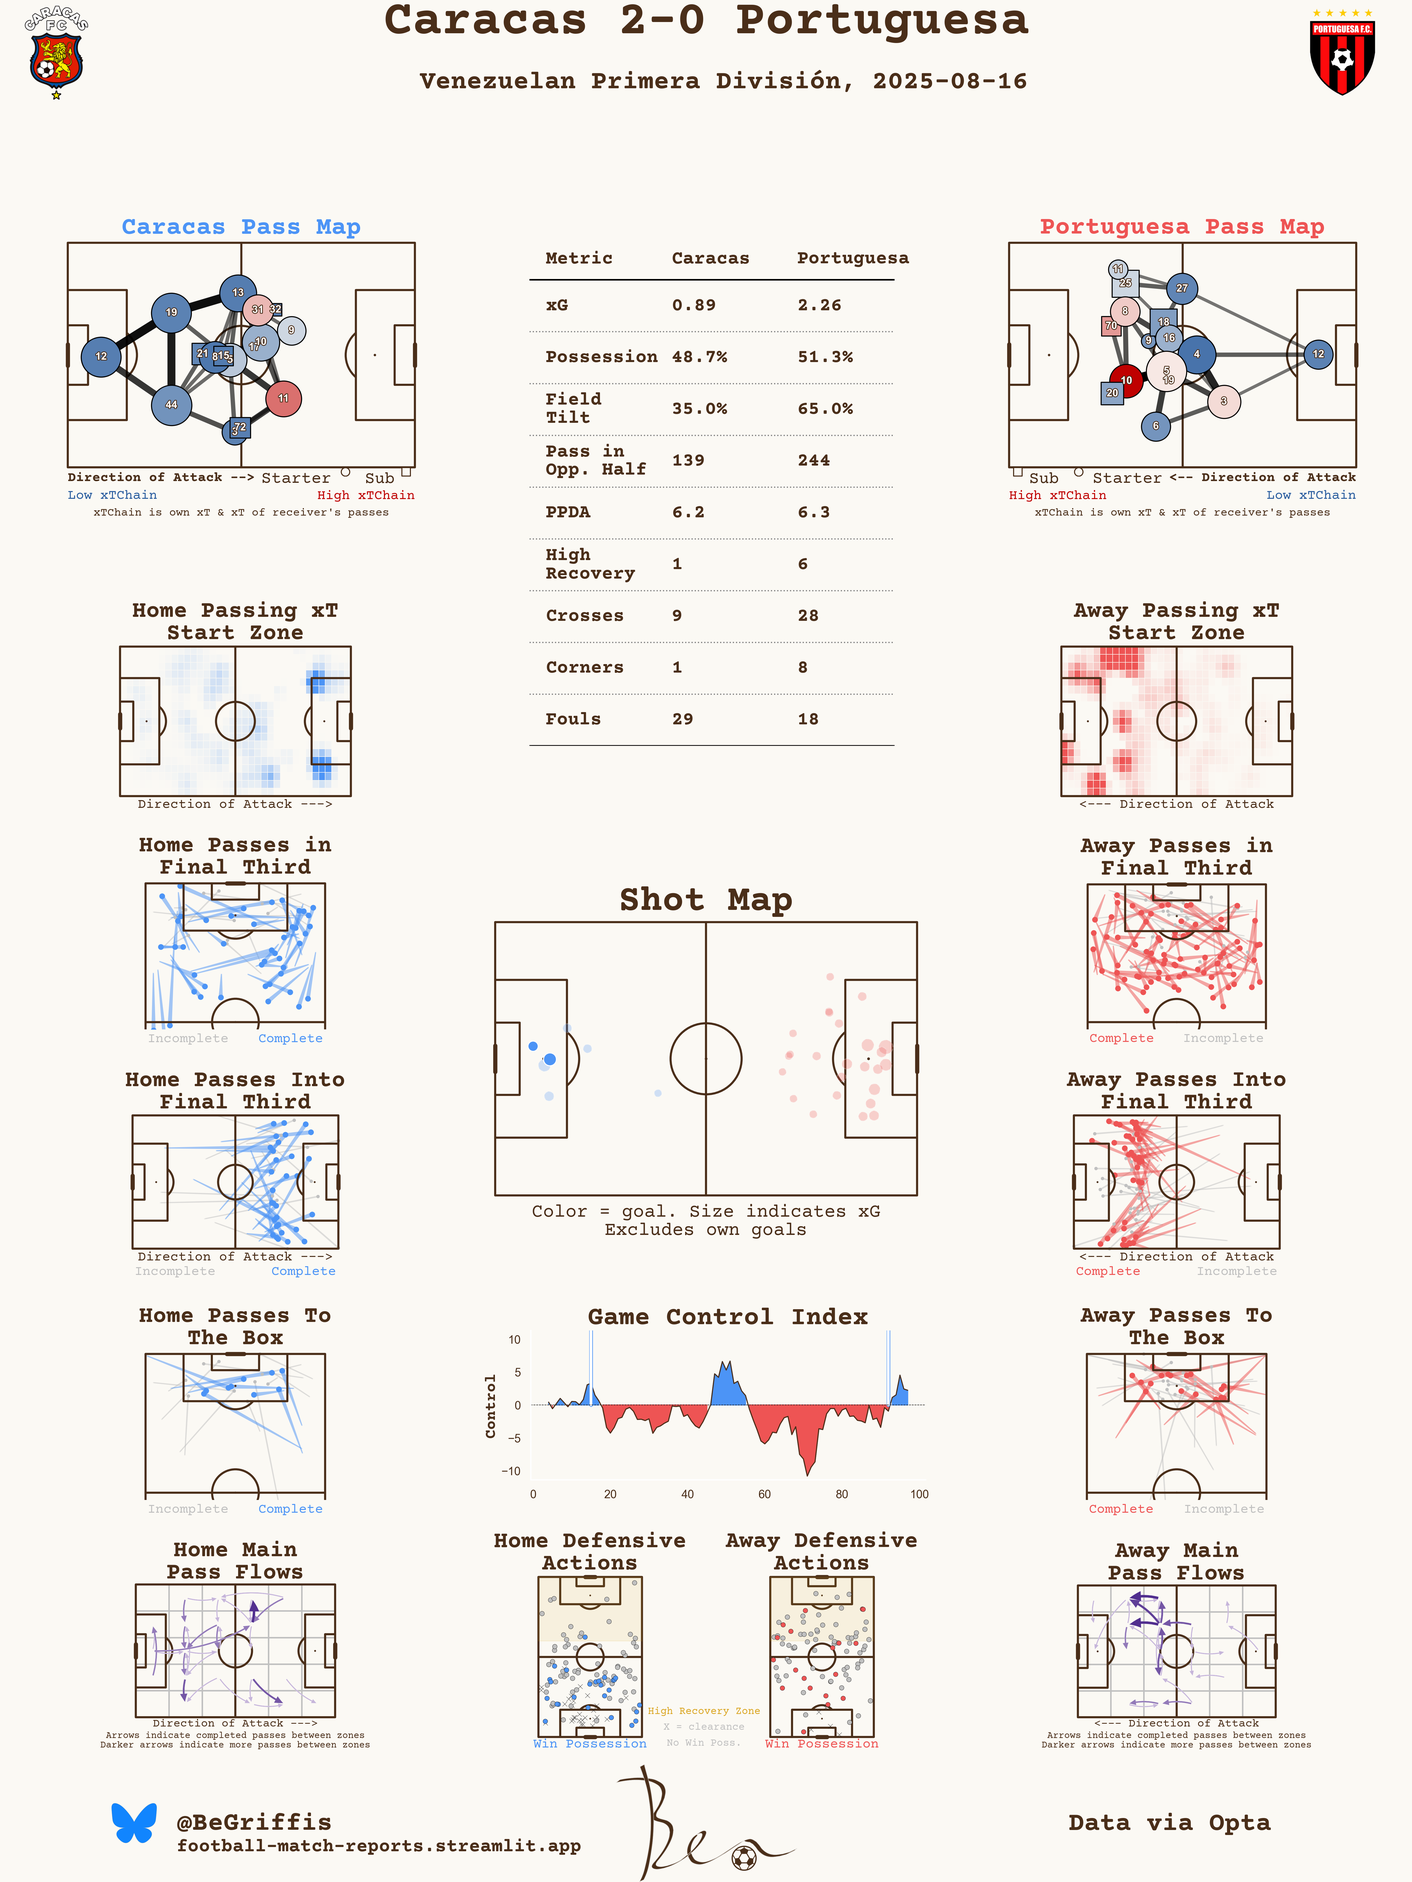 Caracas 2-0 Portuguesa
Venezuelan Primera División, 2025-08-16
CARACAS
FC
PORTUGUESA F.C.
Caracas Pass Map
12
19
44
13
31
32
9
10
17
21
8
15
5
11
72
Direction of Attack --> Starter Sub
Low xTChain High xTChain
xTChain is own xT & xT of receiver's passes
Metric Caracas Portuguesa
xG 0.89 2.26
Possession 48.7% 51.3%
Field
Tilt 35.0% 65.0%
Pass in
Opp. Half 139 244
PPDA 6.2 6.3
High
Recovery 1 6
Crosses 9 28
Corners 1 8
Fouls 29 18
Portuguesa Pass Map
11
25
27
8
70
18
9
16
4
12
5
19
10
20
3
6
Sub Starter <-- Direction of Attack
High xTChain Low xTChain
xTChain is own xT & xT of receiver's passes
Home Passing xT
Start Zone
Direction of Attack --->
Away Passing xT
Start Zone
<--- Direction of Attack
Home Passes in
Final Third
Incomplete Complete
Shot Map
Color = goal. Size indicates xG
Excludes own goals
Away Passes in
Final Third
Complete Incomplete
Home Passes Into
Final Third
Direction of Attack --->
Incomplete Complete
Away Passes Into
Final Third
<--- Direction of Attack
Complete Incomplete
Home Passes To
The Box
Incomplete Complete
Game Control Index
Control
10
5
0
−5
−10
0 20 40 60 80 100
Away Passes To
The Box
Complete Incomplete
Home Main
Pass Flows
Direction of Attack --->
Arrows indicate completed passes between zones
Darker arrows indicate more passes between zones
Home Defensive
Actions
Win Possession
High Recovery Zone
X = clearance
No Win Poss.
Away Defensive
Actions
Win Possession
Away Main
Pass Flows
<--- Direction of Attack
Arrows indicate completed passes between zones
Darker arrows indicate more passes between zones
@BeGriffis
football-match-reports.streamlit.app
Ben
Data via Opta